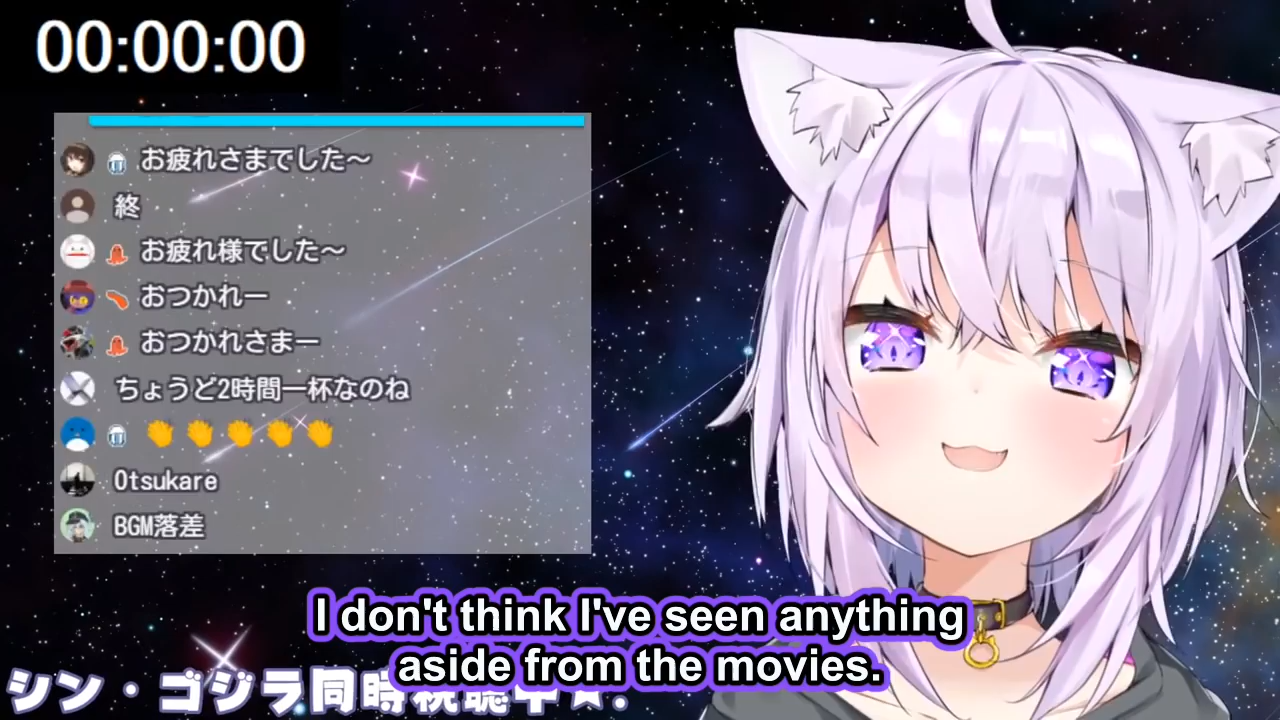 00:00:00
お疲れさまでした～
終
お疲れ様でした～
おつかれー
おつかれさまー
ちょうど2時間一杯なのね
👏👏👏👏👏
Otsukare
BGM落差
I don't think I've seen anything
aside from the movies.
シン・ゴジラ同時視聴中★.